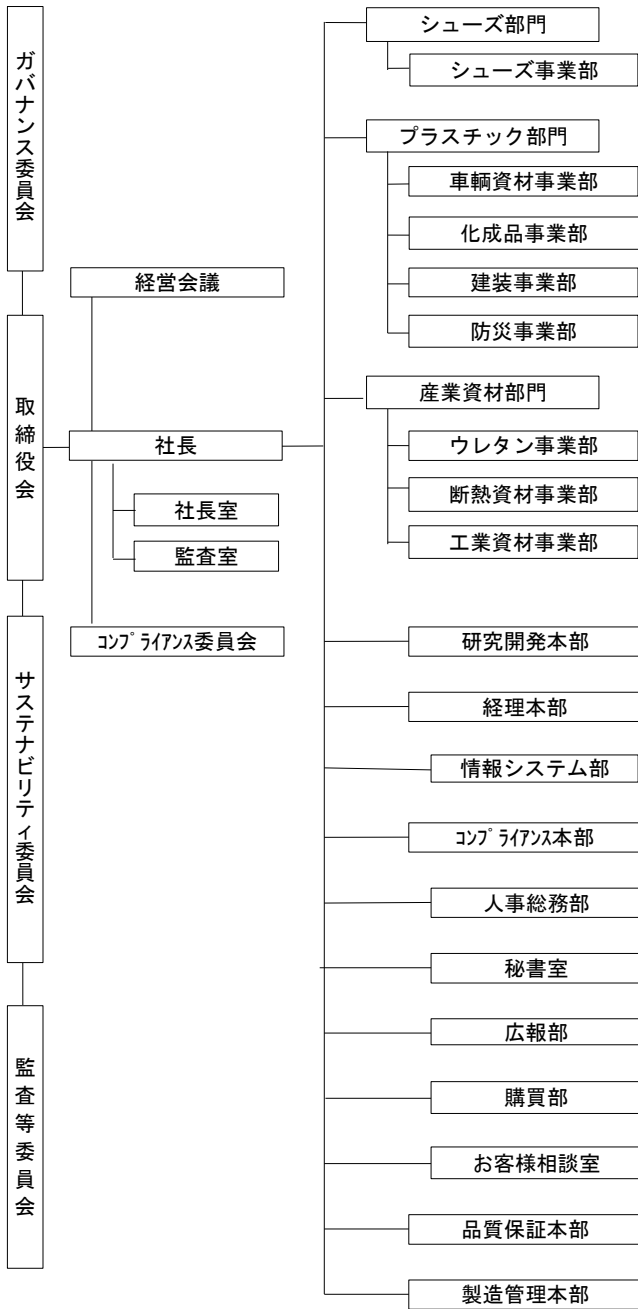 ガバナンス委員会
取締役会
サステナビリティ委員会
監査等委員会
経営会議
社長
社長室
監査室
コンプライアンス委員会
シューズ部門
シューズ事業部
プラスチック部門
車輌資材事業部
化成品事業部
建装事業部
防災事業部
産業資材部門
ウレタン事業部
断熱資材事業部
工業資材事業部
研究開発本部
経理本部
情報システム部
コンプライアンス本部
人事総務部
秘書室
広報部
購買部
お客様相談室
品質保証本部
製造管理本部